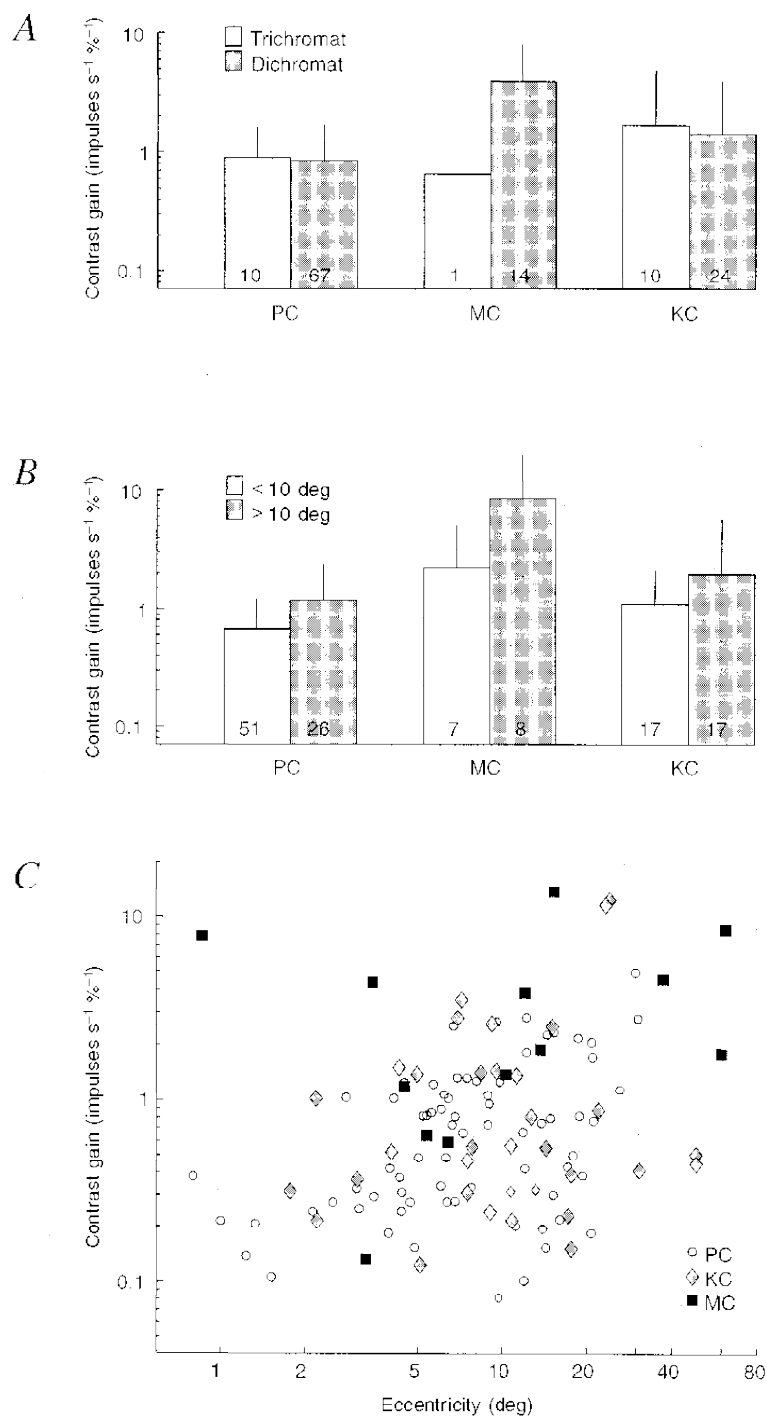 A
Contrast gain (impulses s⁻¹ %⁻¹)
10
1
0.1
Trichromat
Dichromat
10 67 1 14 10 24
PC MC KC
B
Contrast gain (impulses s⁻¹ %⁻¹)
10
1
0.1
< 10 deg
> 10 deg
51 26 7 8 17 17
PC MC KC
C
Contrast gain (impulses s⁻¹ %⁻¹)
10
1
0.1
PC
KC
MC
1 2 5 10 20 40 80
Eccentricity (deg)